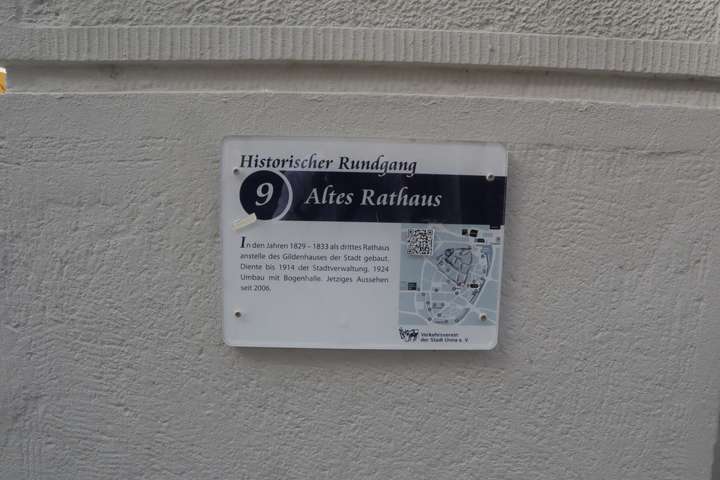 Historischer Rundgang
9 Altes Rathaus
In den Jahren 1829 – 1833 als drittes Rathaus
anstelle des Gildenhauses der Stadt gebaut.
Diente bis 1914 der Stadtverwaltung. 1924
Umbau mit Bogenhalle. Jetziges Aussehen
seit 2006.
Verkehrsverein
der Stadt Unna e. V.